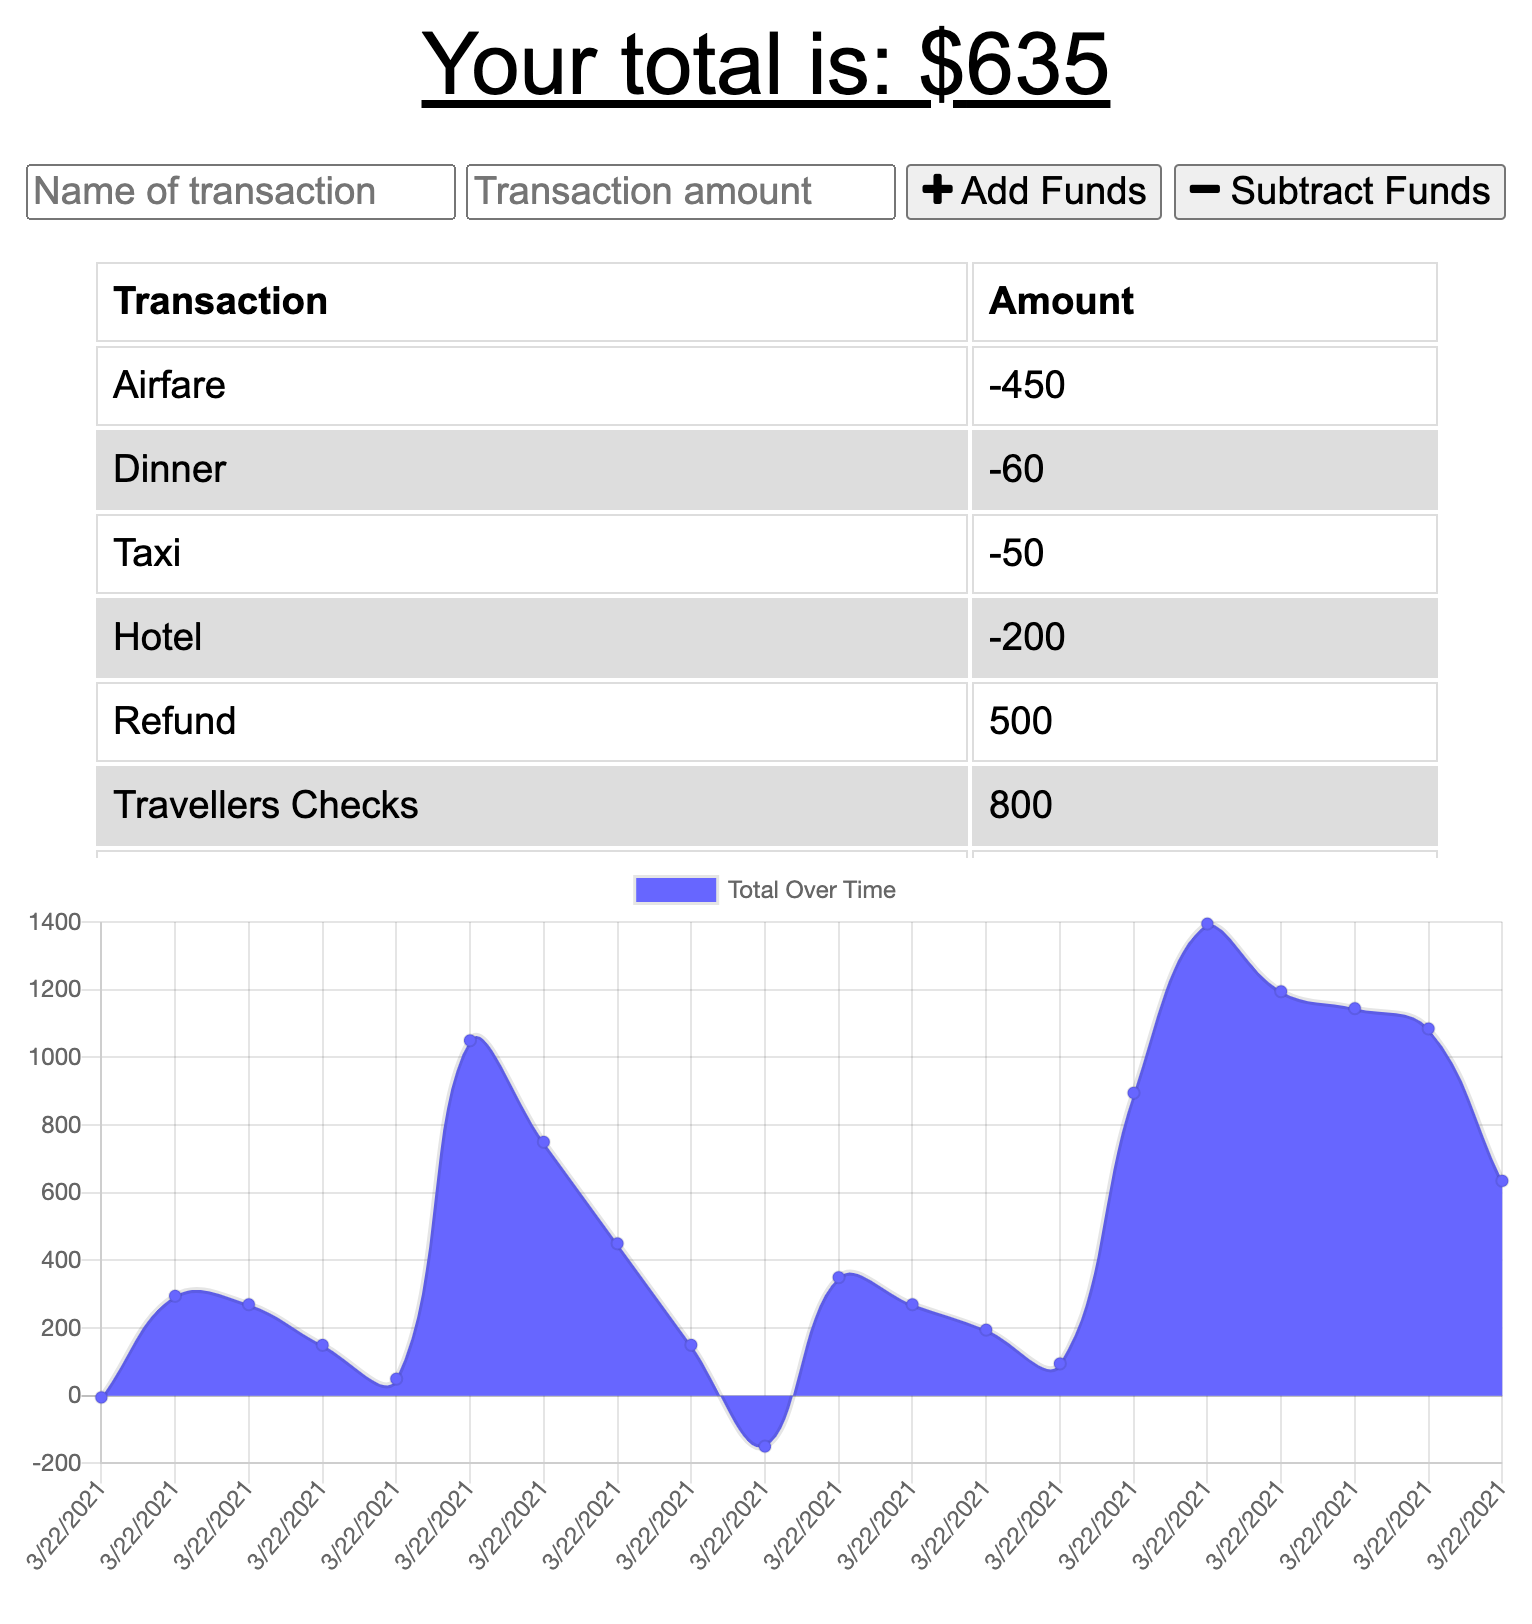 Your total is: $635
Name of transaction Transaction amount Add Funds Subtract Funds
Transaction Amount
Airfare -450
Dinner -60
Taxi -50
Hotel -200
Refund 500
Travellers Checks 800
Total Over Time
1400
1200
1000
800
600
400
200
0
-200
3/22/2021 3/22/2021 3/22/2021 3/22/2021 3/22/2021 3/22/2021 3/22/2021 3/22/2021 3/22/2021 3/22/2021 3/22/2021 3/22/2021 3/22/2021 3/22/2021 3/22/2021 3/22/2021 3/22/2021 3/22/2021 3/22/2021 3/22/2021